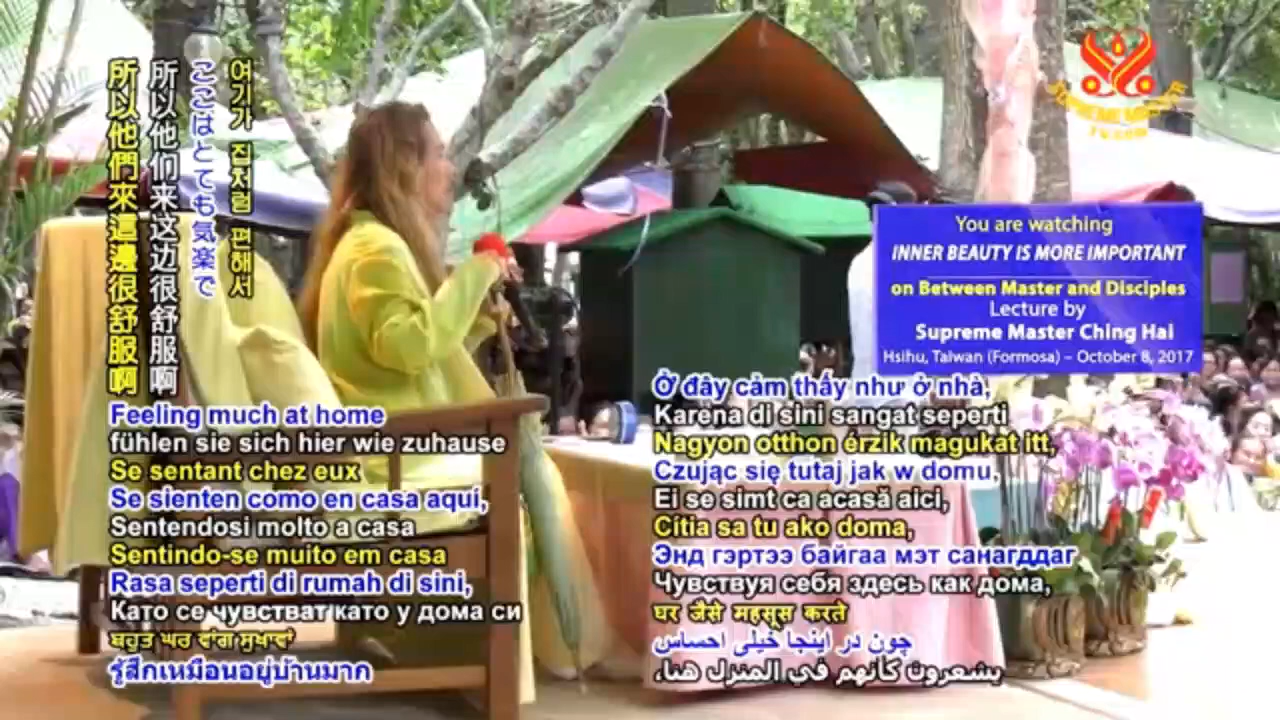 所以他們來這邊很舒服啊
所以他们来这边很舒服啊
ここはとても気楽で
여기가 집처럼 편해서
You are watching
INNER BEAUTY IS MORE IMPORTANT
on Between Master and Disciples
Lecture by
Supreme Master Ching Hai
Hsihu, Taiwan (Formosa) – October 8, 2017
Feeling much at home
fühlen sie sich hier wie zuhause
Se sentant chez eux
Se sienten como en casa aquí,
Sentendosi molto a casa
Sentindo-se muito em casa
Rasa seperti di rumah di sini,
Като се чувстват като у дома си
ਬਹੁਤ ਘਰ ਵਾਂਗ ਸੁਖਾਵਾਂ
รู้สึกเหมือนอยู่บ้านมาก
Ở đây cảm thấy như ở nhà,
Karena di sini sangat seperti
Nagyon otthon érzik magukat itt,
Czując się tutaj jak w domu,
Ei se simt ca acasă aici,
Cítia sa tu ako doma,
Энд гэртээ байгаа мэт санагддаг
Чувствуя себя здесь как дома,
घर जैसे महसूस करते
چون در اینجا خیلی احساس
يشعرون كأنهم في المنزل هنا،